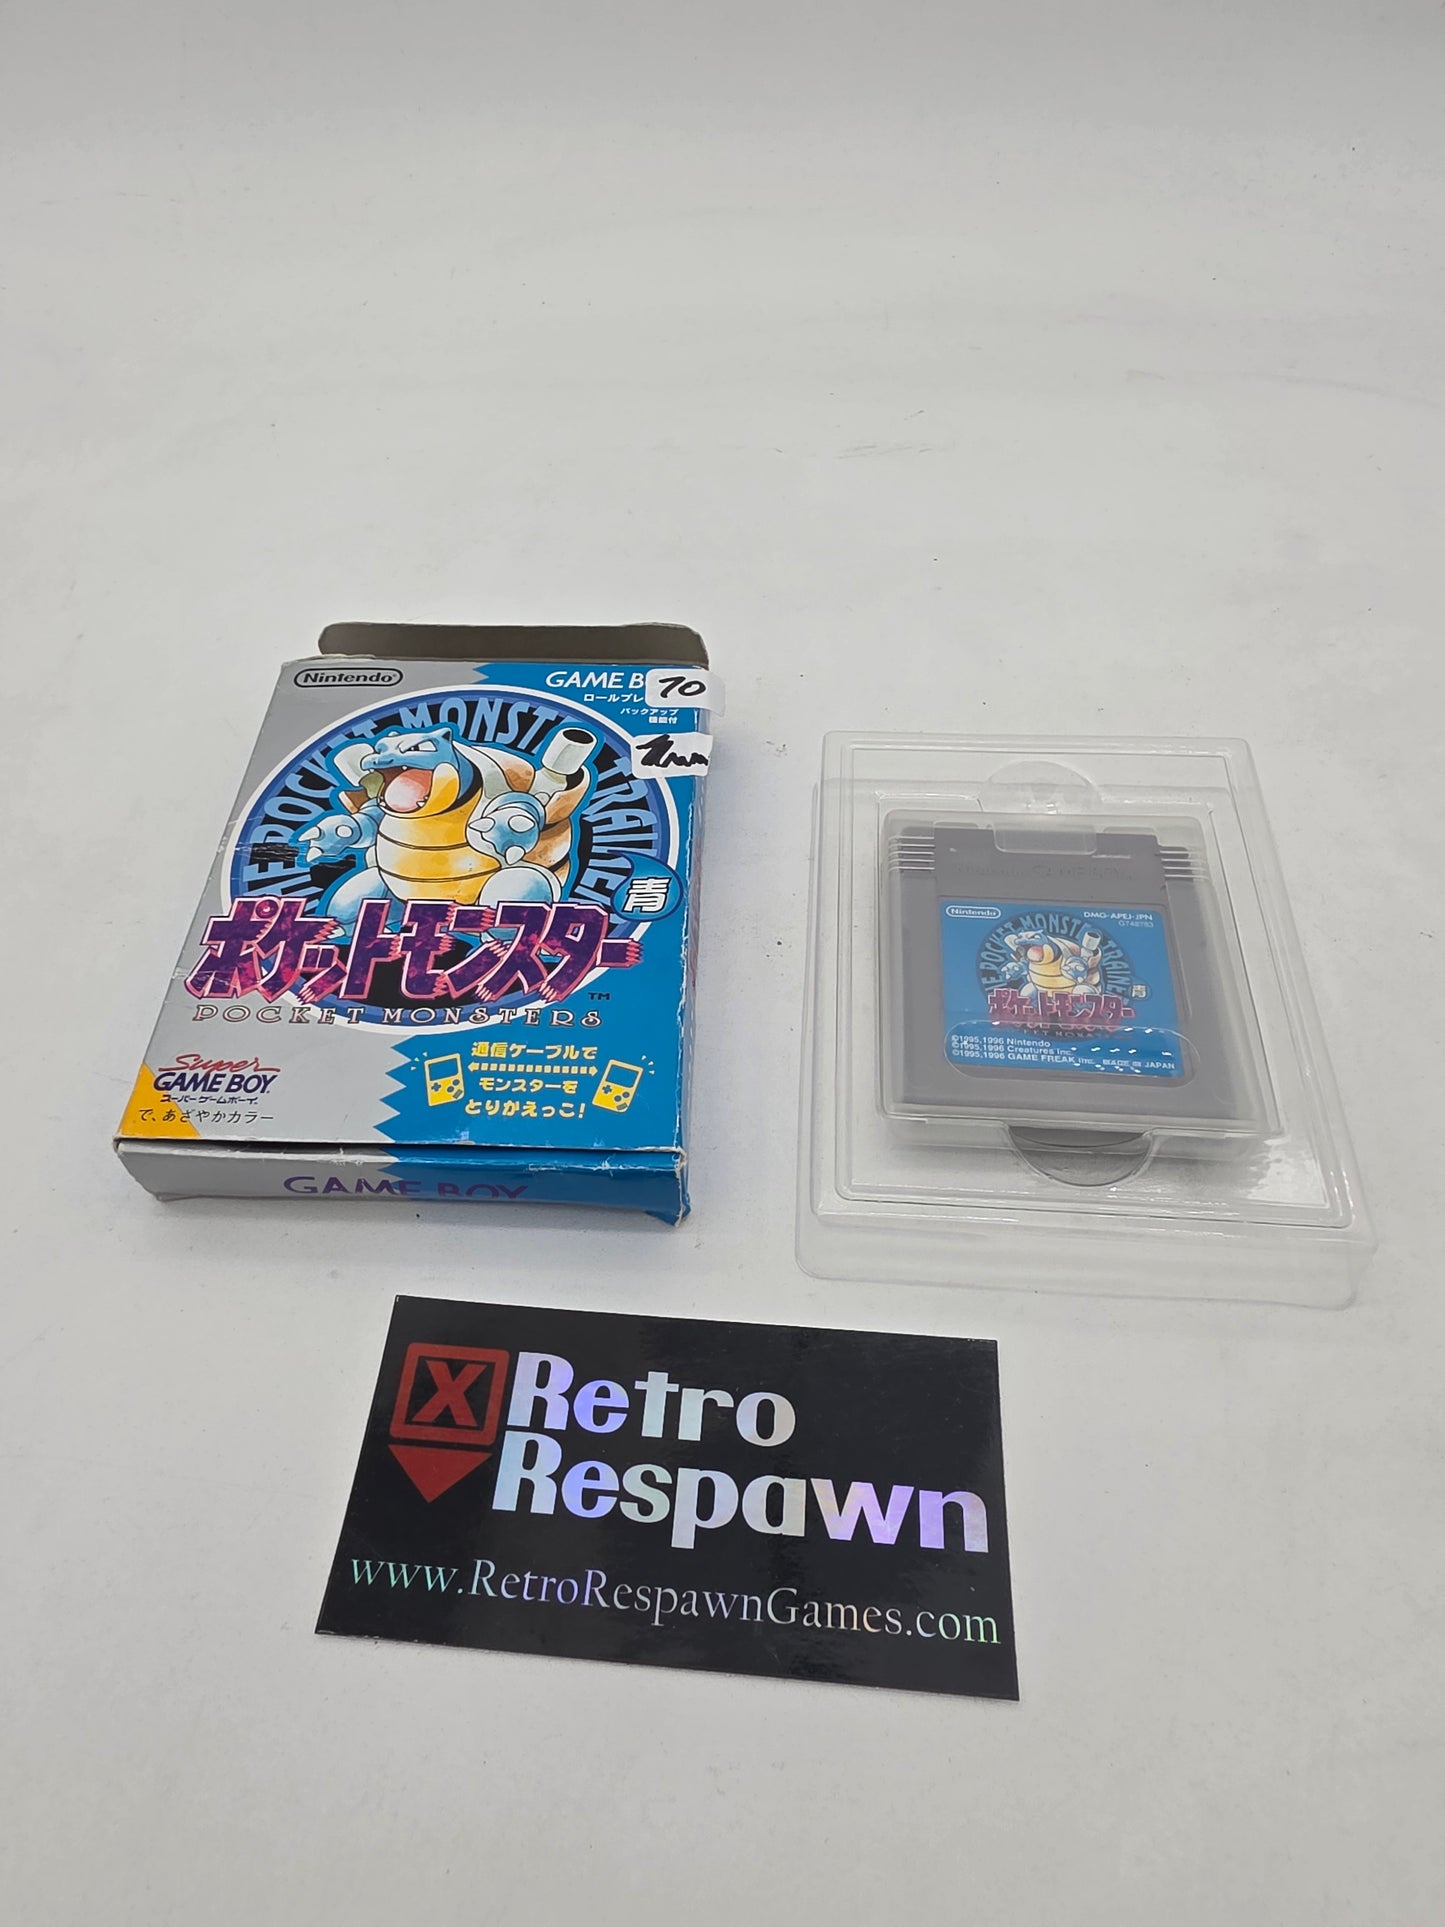 Nintendo
GAME B
70
ロールプレ
バックアップ
機能付
THE POCKET MONSTER TRAINER
青
ポケットモンスター
TM
POCKET MONSTERS
Super
GAME BOY
スーパーゲームボーイ
で、あざやかカラー
通信ケーブルで
モンスターを
とりかえっこ!
GAME BOY
Nintendo
DMG-APEJ-JPN
THE POCKET MONSTER TRAINER
青
ポケットモンスター
©1995,1996 Nintendo
©1995,1996 Creatures Inc.
©1995,1996 GAME FREAK inc. MADE IN JAPAN
X
Retro
Respawn
www.RetroRespawnGames.com